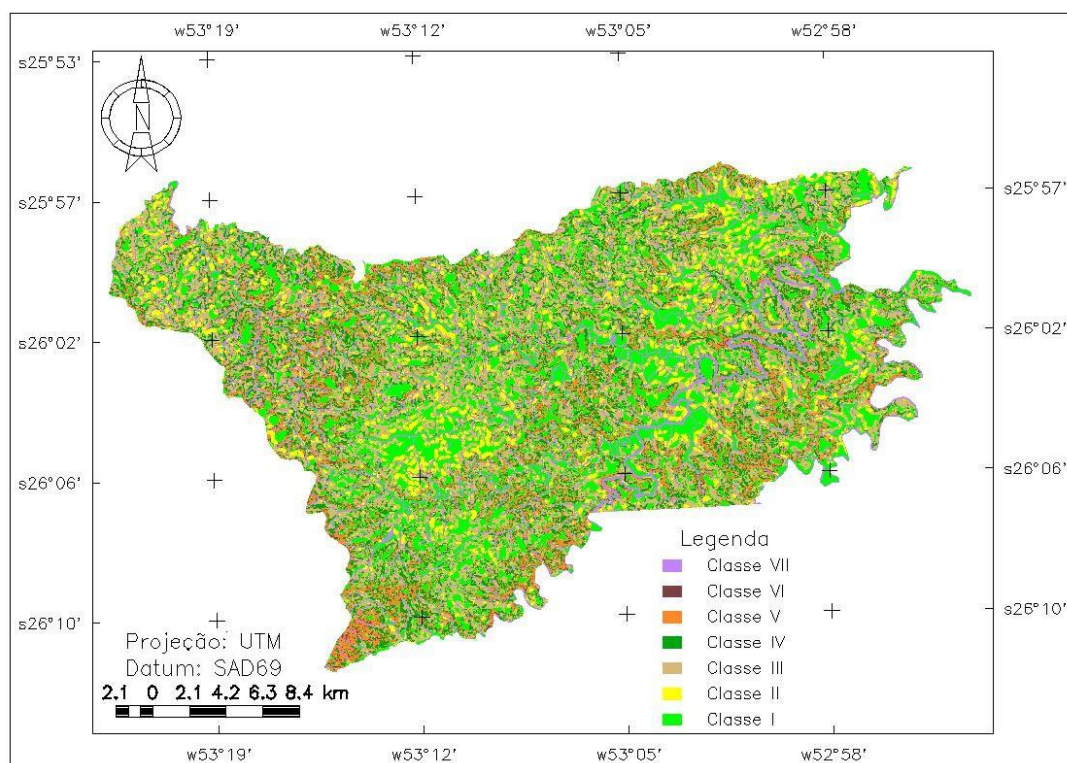 w53°19' w53°12' w53°05' w52°58'
s25°53'
N
s25°57' s25°57'
s26°02' s26°02'
s26°06' s26°06'
Legenda
Classe VII
Classe VI
Classe V
Classe IV
Classe III
Classe II
Classe I
s26°10' s26°10'
Projeção: UTM
Datum: SAD69
2.1 0 2.1 4.2 6.3 8.4 km
w53°19' w53°12' w53°05' w52°58'